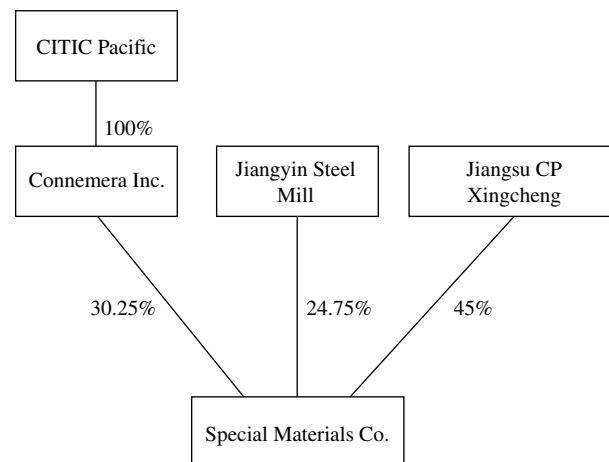 CITIC Pacific
100%
Connemera Inc.
Jiangyin Steel
Mill
Jiangsu CP
Xingcheng
30.25%
24.75%
45%
Special Materials Co.